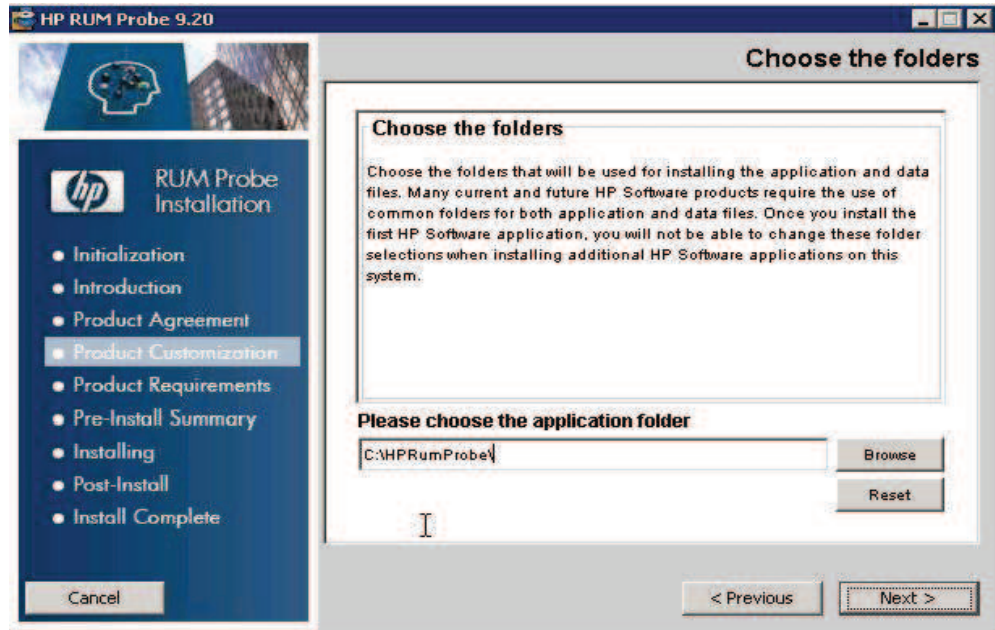 HP RUM Probe 9.20
Choose the folders
hp
RUM Probe
Installation
Initialization
Introduction
Product Agreement
Product Customization
Product Requirements
Pre-Install Summary
Installing
Post-Install
Install Complete
Choose the folders
Choose the folders that will be used for installing the application and data
files. Many current and future HP Software products require the use of
common folders for both application and data files. Once you install the
first HP Software application, you will not be able to change these folder
selections when installing additional HP Software applications on this
system.
Please choose the application folder
C:\HPRumProbe\
Browse
Reset
Cancel
< Previous
Next >